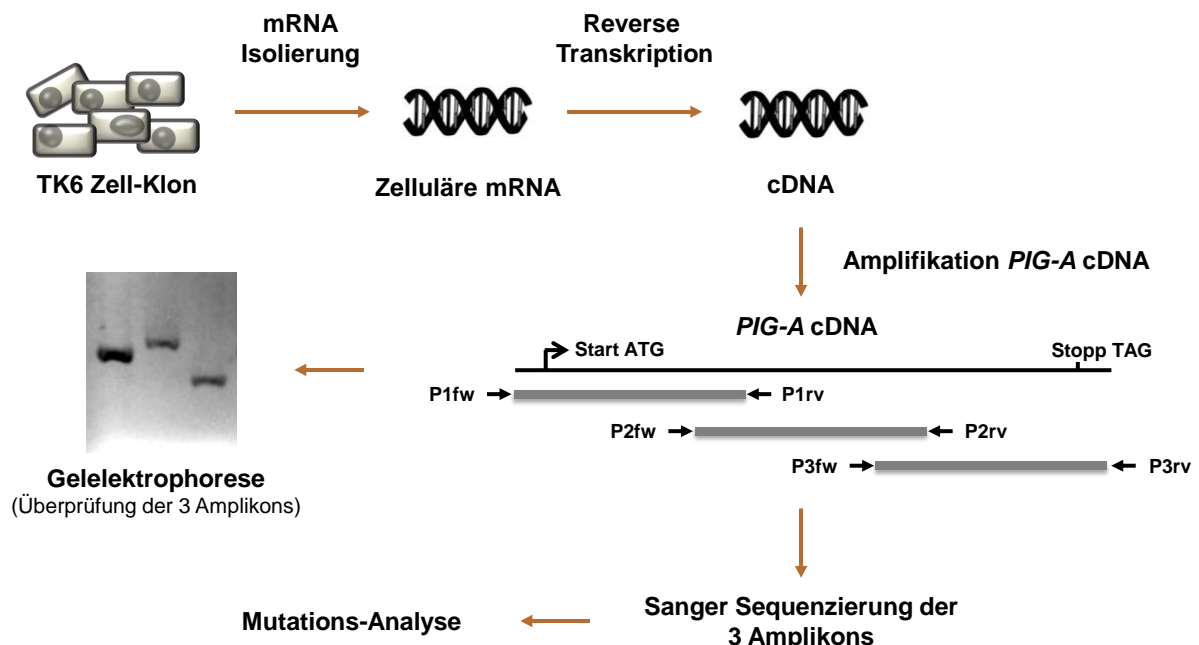 mRNA
Isolierung
Reverse
Transkription
TK6 Zell-Klon
Zelluläre mRNA
cDNA
Amplifikation PIG-A cDNA
PIG-A cDNA
Start ATG
Stopp TAG
P1fw
P1rv
P2fw
P2rv
P3fw
P3rv
Gelelektrophorese
(Überprüfung der 3 Amplikons)
Sanger Sequenzierung der
3 Amplikons
Mutations-Analyse